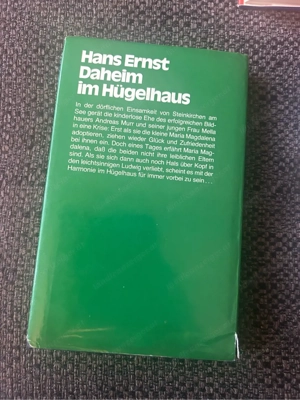 Hans Ernst
Daheim
im Hügelhaus
In der dörflichen Einsamkeit von Steinkirchen am
See gerät die kinderlose Ehe des erfolgreichen Bild-
hauers Andreas Murr und seiner jungen Frau Mella
in eine Krise: Erst als sie die kleine Maria Magdalena
adoptieren, ziehen wieder Glück und Zufriedenheit
bei ihnen ein. Doch eines Tages erfährt Maria Mag-
dalena, daß die beiden nicht ihre leiblichen Eltern
sind. Als sie sich dann auch noch Hals über Kopf in
den leichtsinnigen Ludwig verliebt, scheint es mit der
Harmonie im Hügelhaus für immer vorbei zu sein . . .